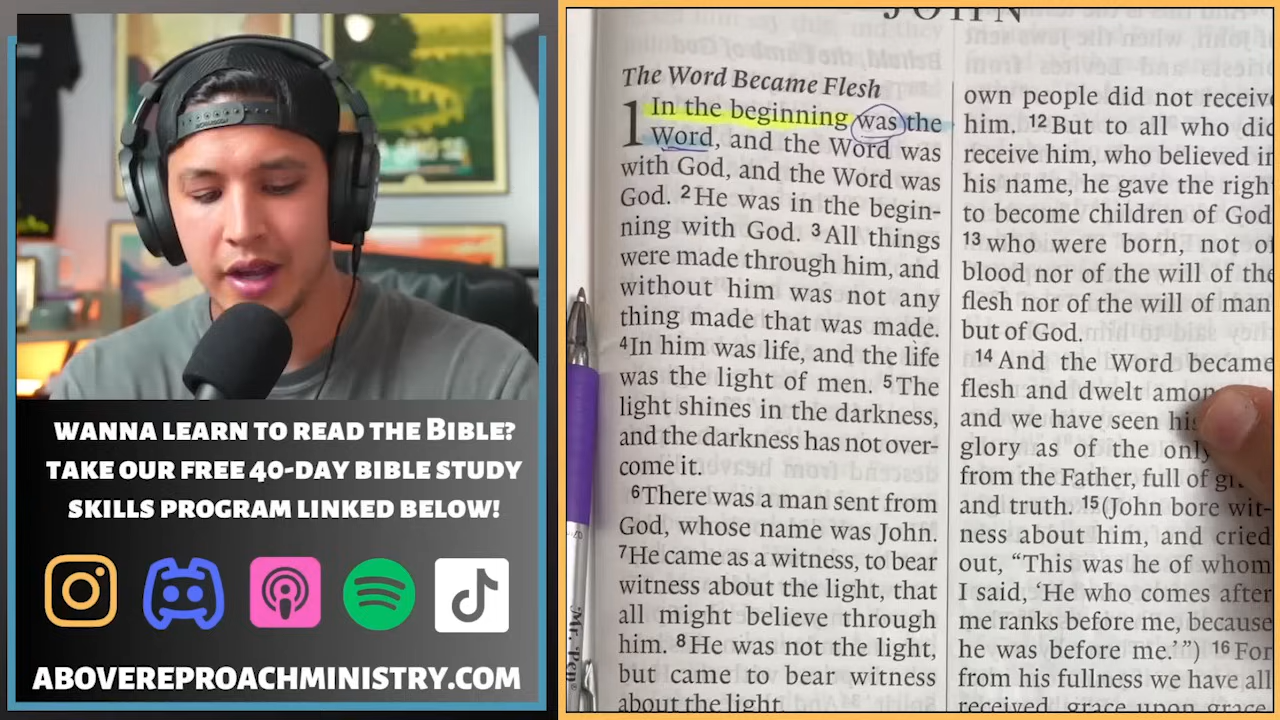 WANNA LEARN TO READ THE BIBLE?
TAKE OUR FREE 40-DAY BIBLE STUDY
SKILLS PROGRAM LINKED BELOW!
ABOVEREPROACHMINISTRY.COM
JOHN
The Word Became Flesh
1 In the beginning was the
Word, and the Word was
with God, and the Word was
God. 2 He was in the begin-
ning with God. 3 All things
were made through him, and
without him was not any
thing made that was made.
4 In him was life, and the life
was the light of men. 5 The
light shines in the darkness,
and the darkness has not over-
come it.
6 There was a man sent from
God, whose name was John.
7 He came as a witness, to bear
witness about the light, that
all might believe through
him. 8 He was not the light,
but came to bear witness
about the light
own people did not receive
him. 12 But to all who did
receive him, who believed in
his name, he gave the right
to become children of God
13 who were born, not of
blood nor of the will of the
flesh nor of the will of man
but of God.
14 And the Word became
flesh and dwelt amon
and we have seen his
glory as of the only
from the Father, full of
and truth. 15 (John bore wit-
ness about him, and cried
out, “This was he of whom
I said, ‘He who comes after
me ranks before me, because
he was before me.’”) 16 For
from his fullness we have all
received, grace upon grace
Mr. Pen